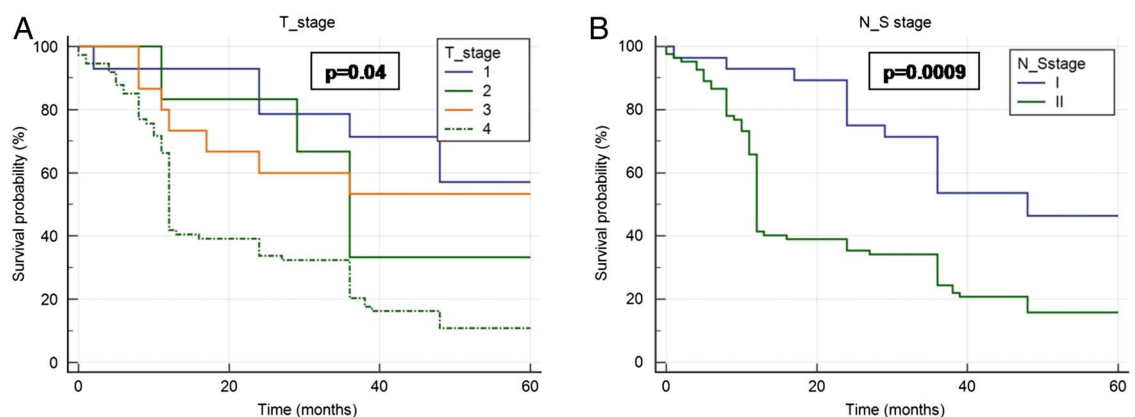 A
T_stage
Survival probability (%)
100
80
60
40
20
0
p=0.04
T_stage
1
2
3
4
0
20
40
60
Time (months)
B
N_S stage
Survival probability (%)
100
80
60
40
20
0
p=0.0009
N_Sstage
I
II
0
20
40
60
Time (months)